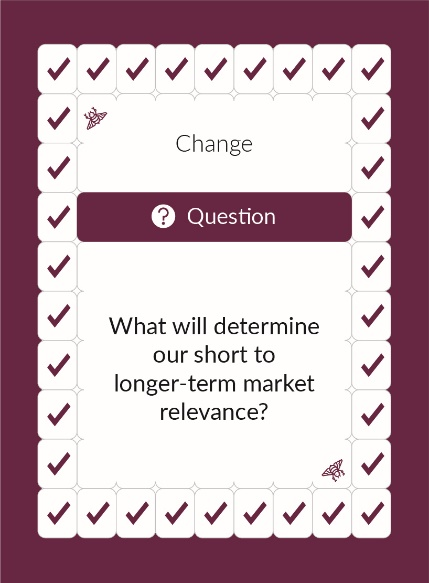 Change
? Question
What will determine
our short to
longer-term market
relevance?